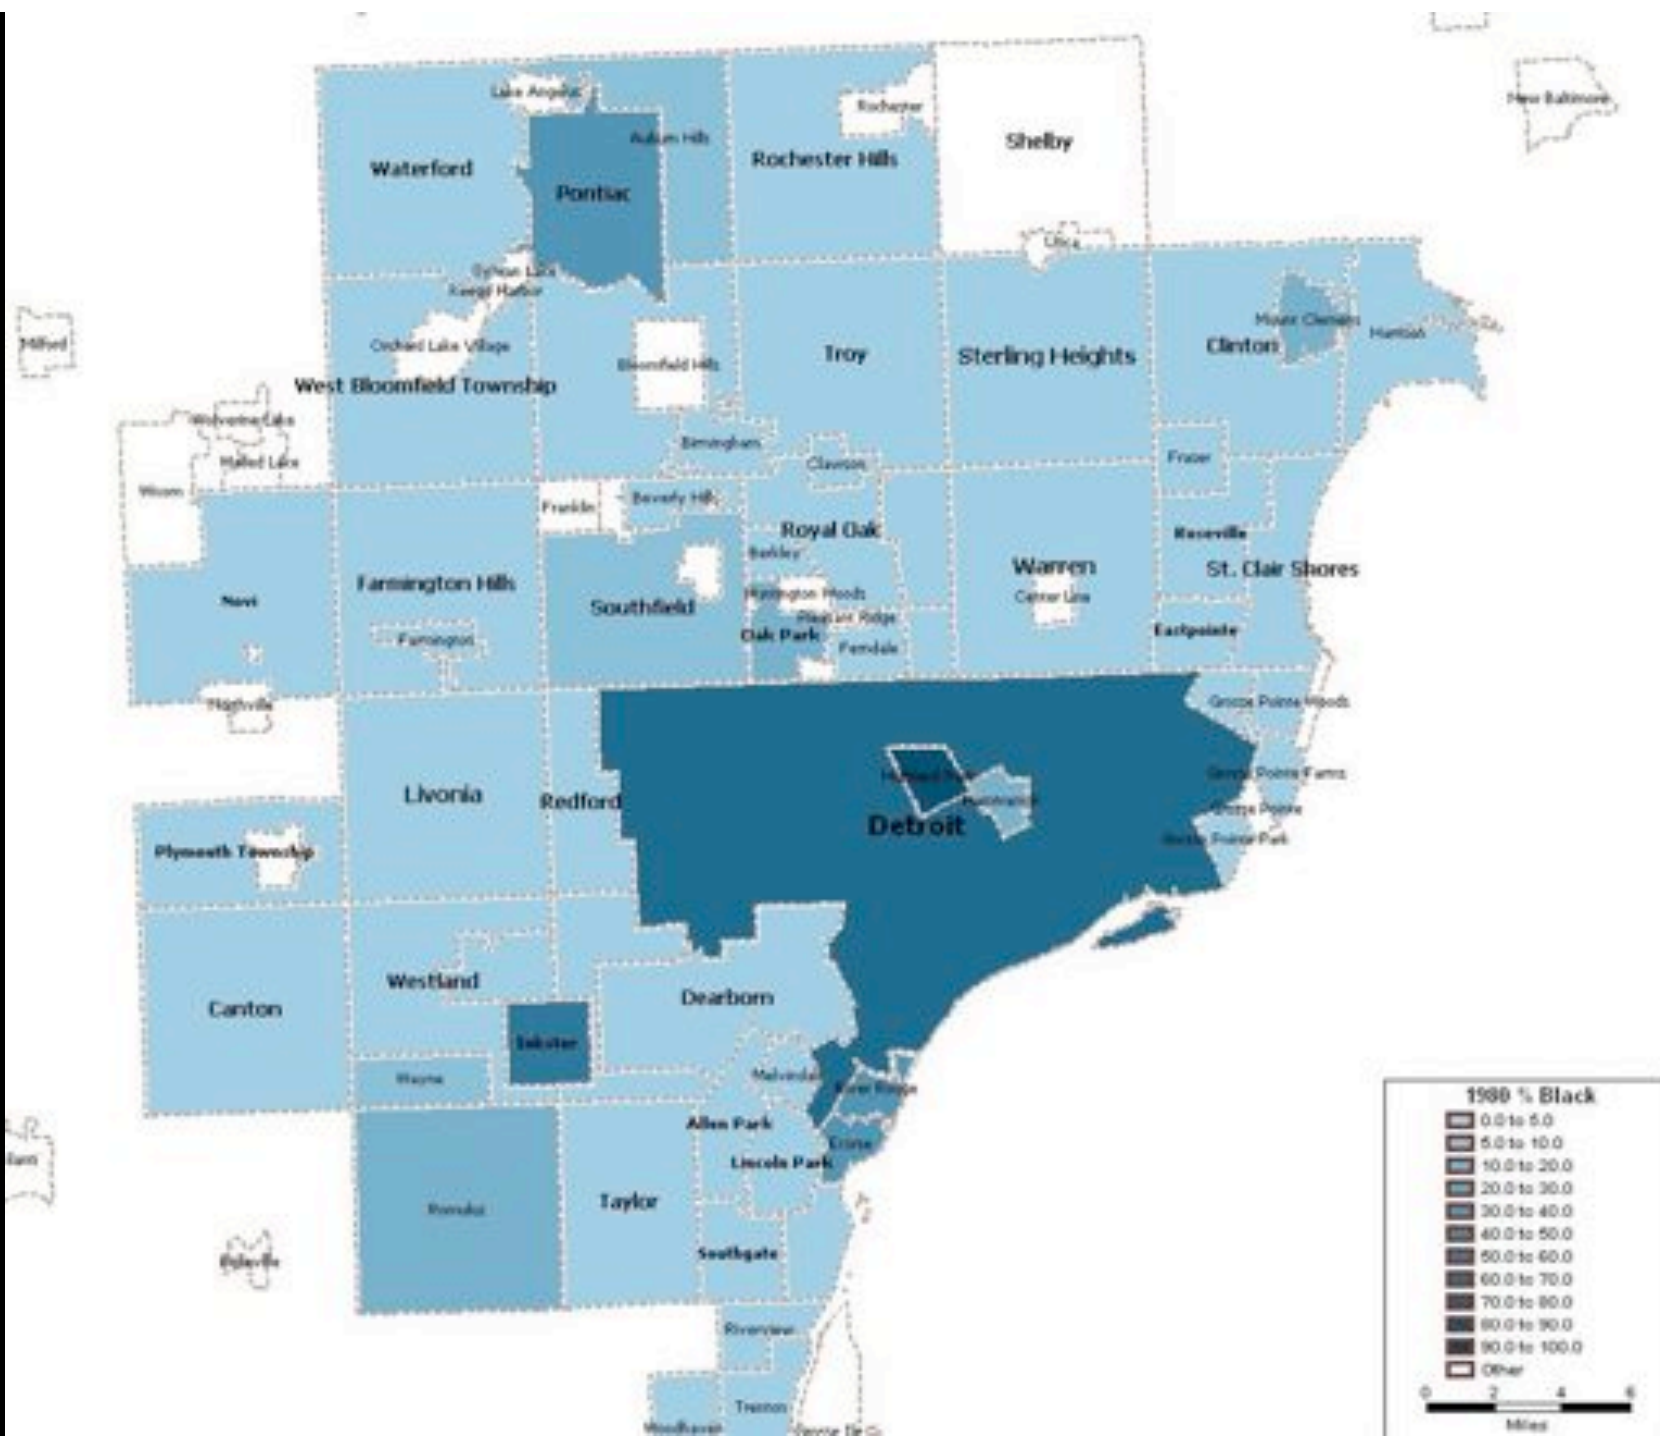 New Baltimore
Lake Angelus
Rochester
Auburn Hills
Shelby
Waterford
Rochester Hills
Pontiac
Utica
Sylvan Lake
Keego Harbor
Milford
Orchard Lake Village
Bloomfield Hills
Troy
Sterling Heights
Mount Clemens
Clinton
Harrison
West Bloomfield Township
Wolverine Lake
Walled Lake
Birmingham
Clawson
Fraser
Wixom
Franklin
Beverly Hills
Royal Oak
Roseville
Berkley
Warren
St. Clair Shores
Farmington Hills
Novi
Southfield
Huntington Woods
Center Line
Pleasant Ridge
Oak Park
Eastpointe
Farmington
Ferndale
Northville
Grosse Pointe Woods
Livonia
Redford
Highland Park
Hamtramck
Grosse Pointe Farms
Grosse Pointe
Detroit
Grosse Pointe Park
Plymouth Township
Westland
Dearborn
Canton
Inkster
Wayne
Melvindale
River Rouge
Allen Park
Ecorse
Lincoln Park
Romulus
Taylor
Southgate
Belleville
Riverview
Trenton
Woodhaven
1980 % Black
0.0 to 5.0
5.0 to 10.0
10.0 to 20.0
20.0 to 30.0
30.0 to 40.0
40.0 to 50.0
50.0 to 60.0
60.0 to 70.0
70.0 to 80.0
80.0 to 90.0
90.0 to 100.0
Other
0 2 4 6
Miles